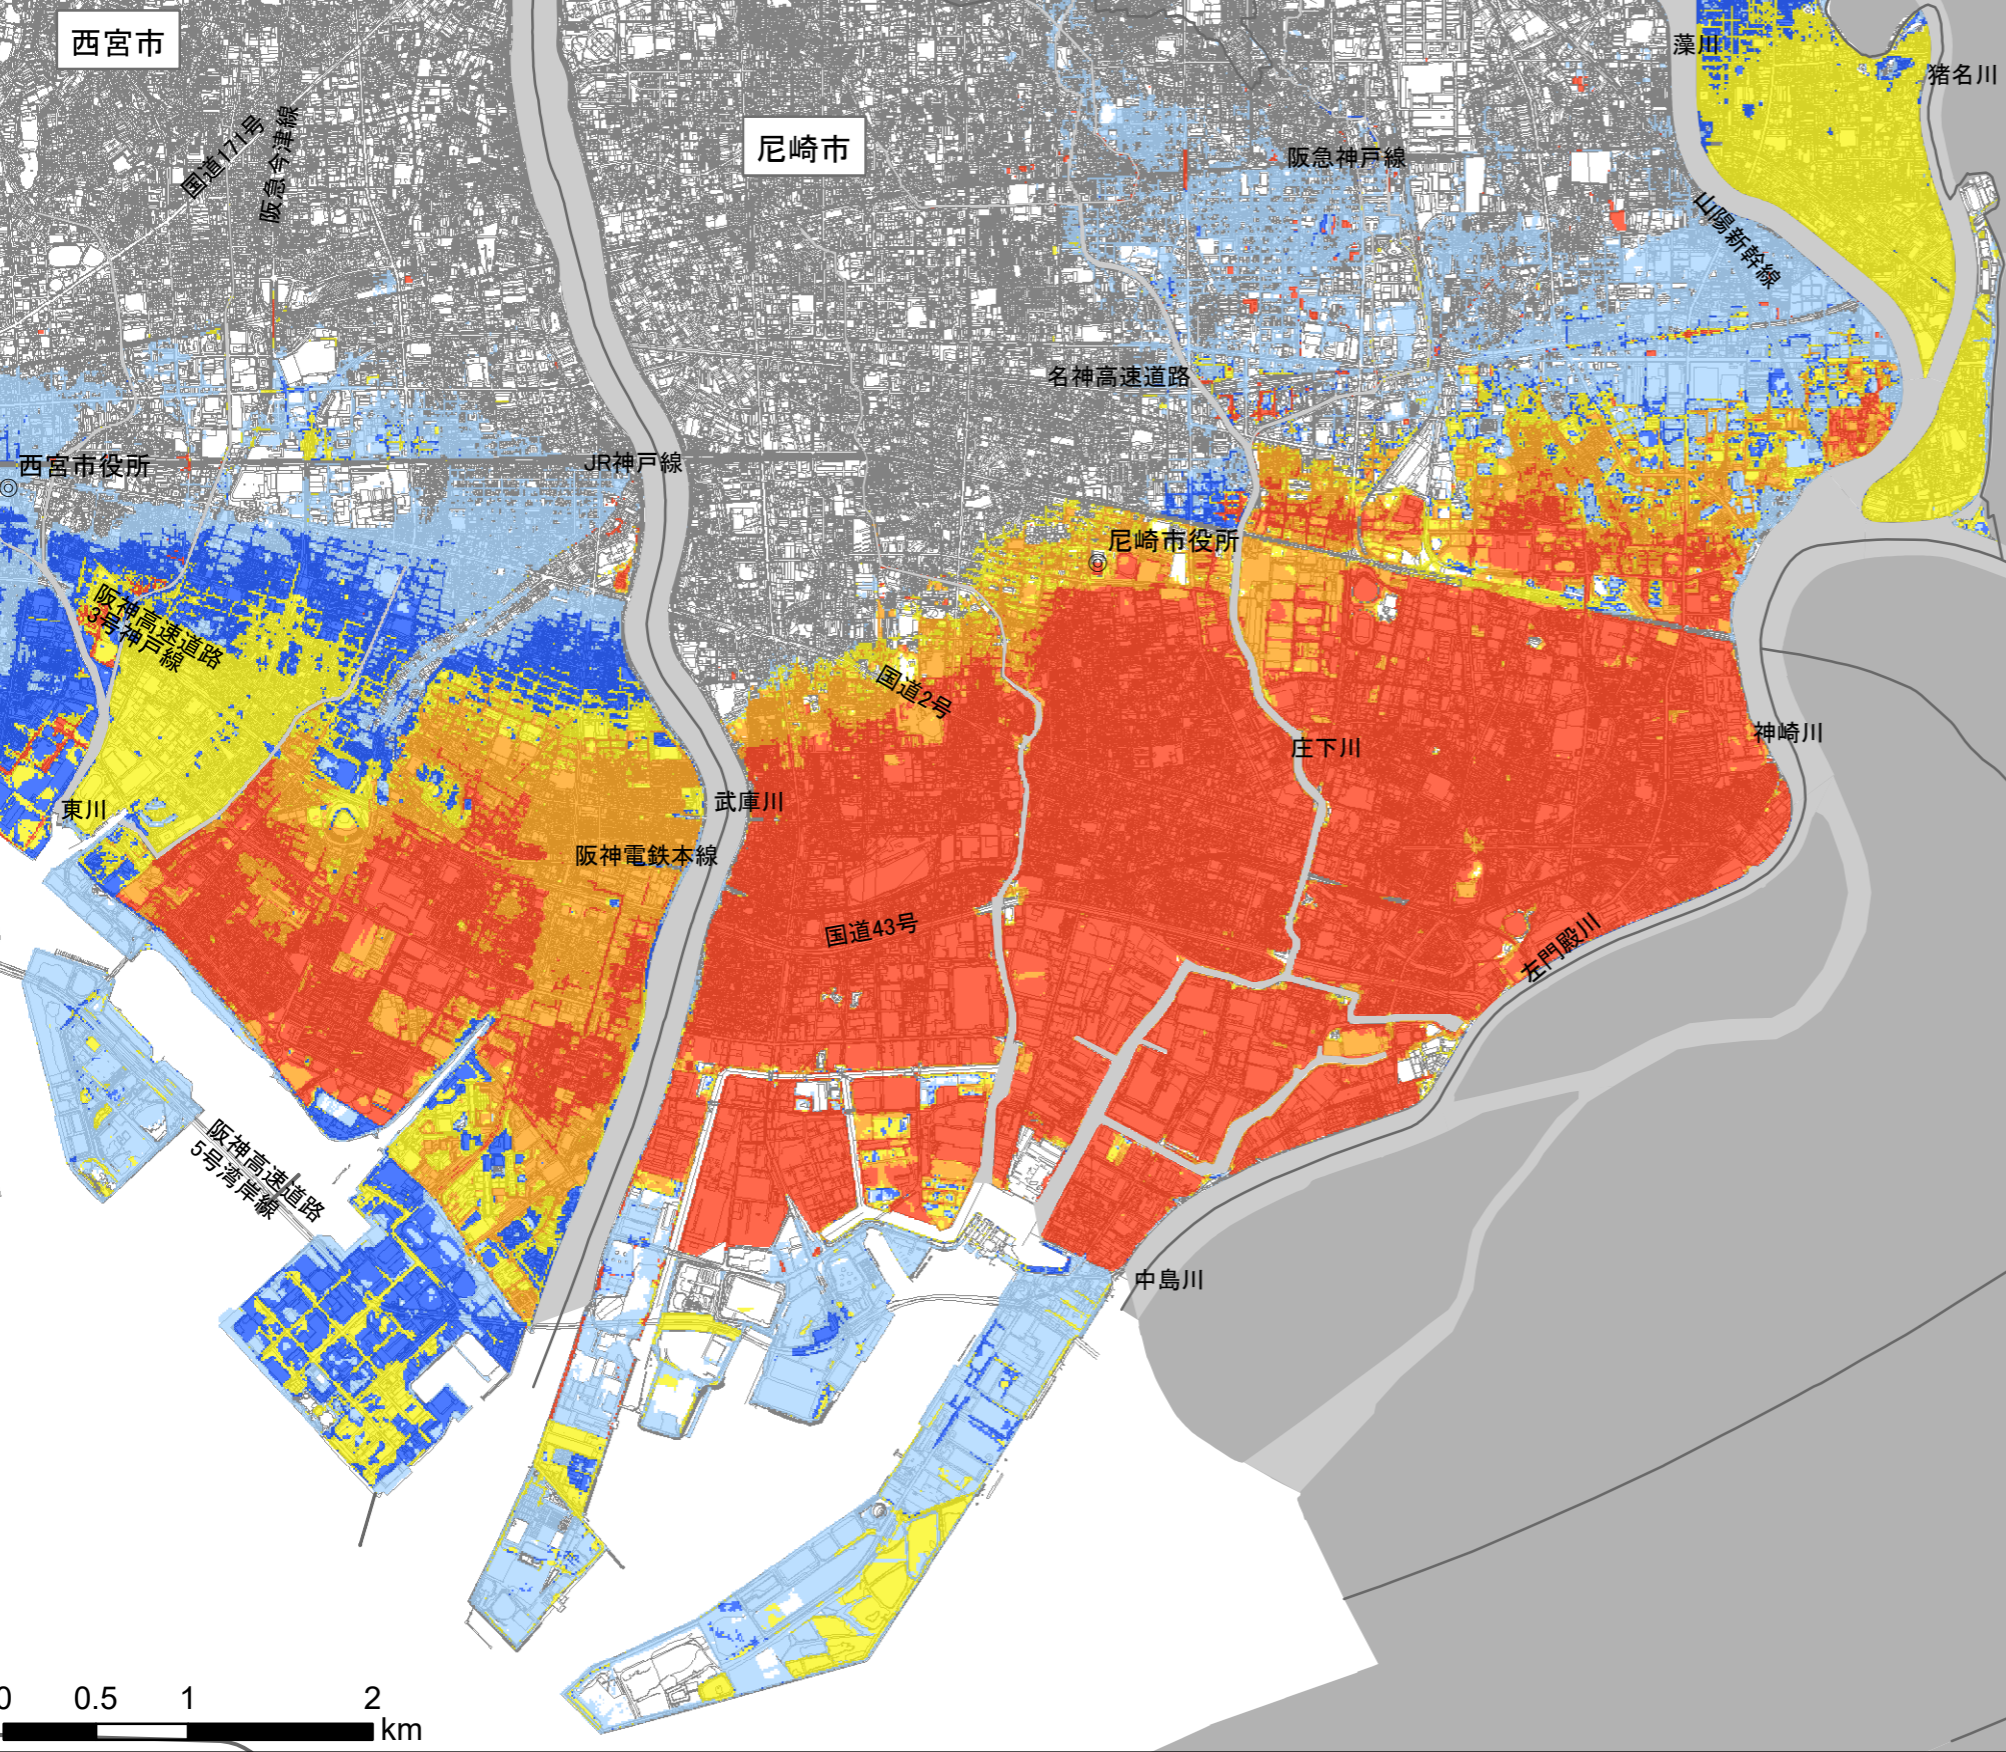 西宮市
藻川
猪名川
国道171号
阪急今津線
尼崎市
阪急神戸線
山陽新幹線
名神高速道路
西宮市役所
JR神戸線
尼崎市役所
阪神高速道路
3号神戸線
国道2号
庄下川
神崎川
東川
武庫川
阪神電鉄本線
国道43号
左門殿川
阪神高速道路
5号湾岸線
中島川
0 0.5 1 2
km